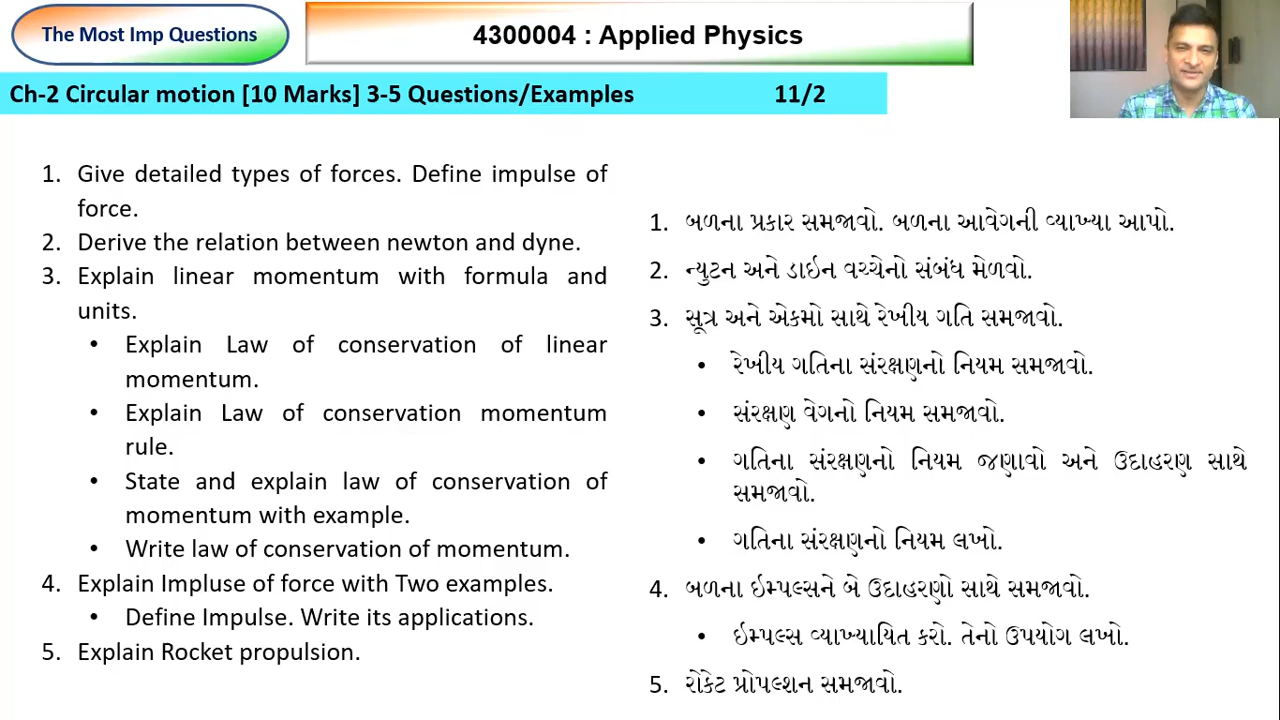 The Most Imp Questions
4300004 : Applied Physics
Ch-2 Circular motion [10 Marks] 3-5 Questions/Examples 11/2
1. Give detailed types of forces. Define impulse of
force.
2. Derive the relation between newton and dyne.
3. Explain linear momentum with formula and
units.
• Explain Law of conservation of linear
momentum.
• Explain Law of conservation momentum
rule.
• State and explain law of conservation of
momentum with example.
• Write law of conservation of momentum.
4. Explain Impluse of force with Two examples.
• Define Impulse. Write its applications.
5. Explain Rocket propulsion.
1. બળના પ્રકાર સમજાવો. બળના આવેગની વ્યાખ્યા આપો.
2. ન્યુટન અને ડાઇન વચ્ચેનો સંબંધ મેળવો.
3. સૂત્ર અને એકમો સાથે રેખીય ગતિ સમજાવો.
• રેખીય ગતિના સંરક્ષણનો નિયમ સમજાવો.
• સંરક્ષણ વેગનો નિયમ સમજાવો.
• ગતિના સંરક્ષણનો નિયમ જણાવો અને ઉદાહરણ સાથે
સમજાવો.
• ગતિના સંરક્ષણનો નિયમ લખો.
4. બળના ઇમ્પલ્સને બે ઉદાહરણો સાથે સમજાવો.
• ઇમ્પલ્સ વ્યાખ્યાયિત કરો. તેનો ઉપયોગ લખો.
5. રોકેટ પ્રોપલ્શન સમજાવો.